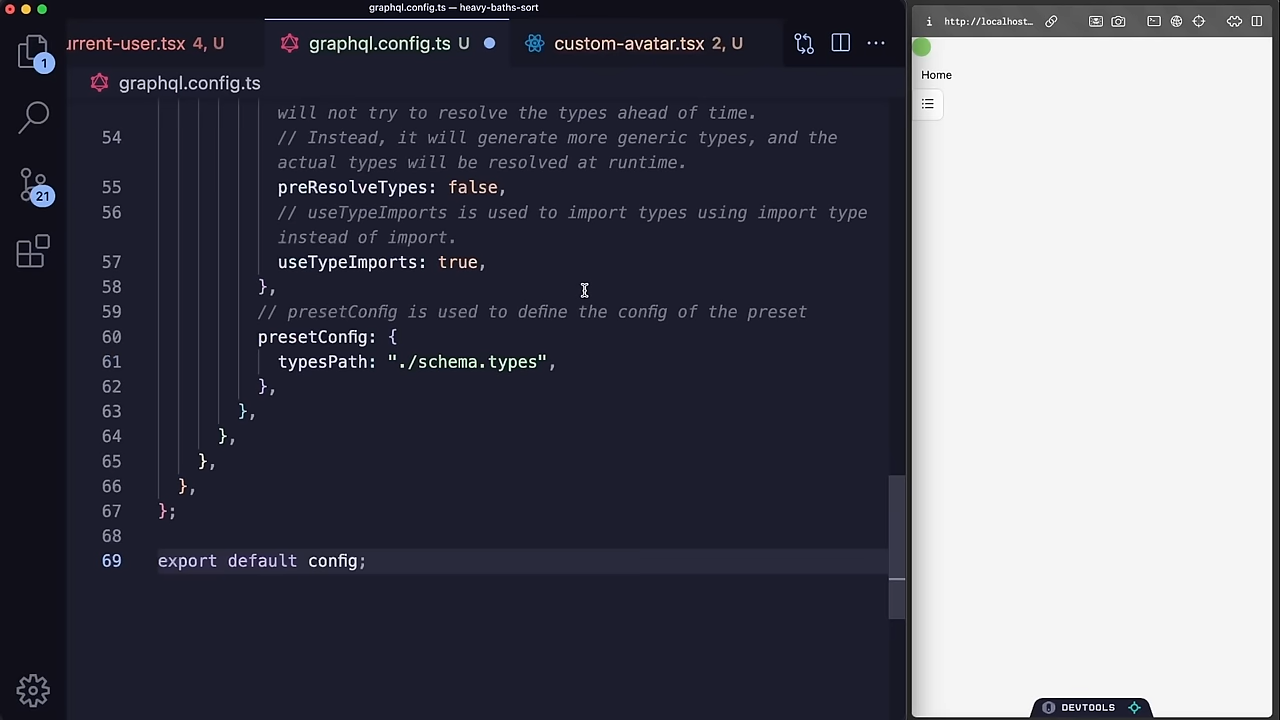 graphql.config.ts — heavy-baths-sort
urrent-user.tsx 4, U
graphql.config.ts U
custom-avatar.tsx 2, U
http://localhost...
graphql.config.ts
Home
will not try to resolve the types ahead of time.
54 // Instead, it will generate more generic types, and the
actual types will be resolved at runtime.
55 preResolveTypes: false,
56 // useTypeImports is used to import types using import type
instead of import.
57 useTypeImports: true,
58 },
59 // presetConfig is used to define the config of the preset
60 presetConfig: {
61 typesPath: "./schema.types",
62 },
63 },
64 },
65 },
66 },
67 };
68
69 export default config;
1
21
DEVTOOLS